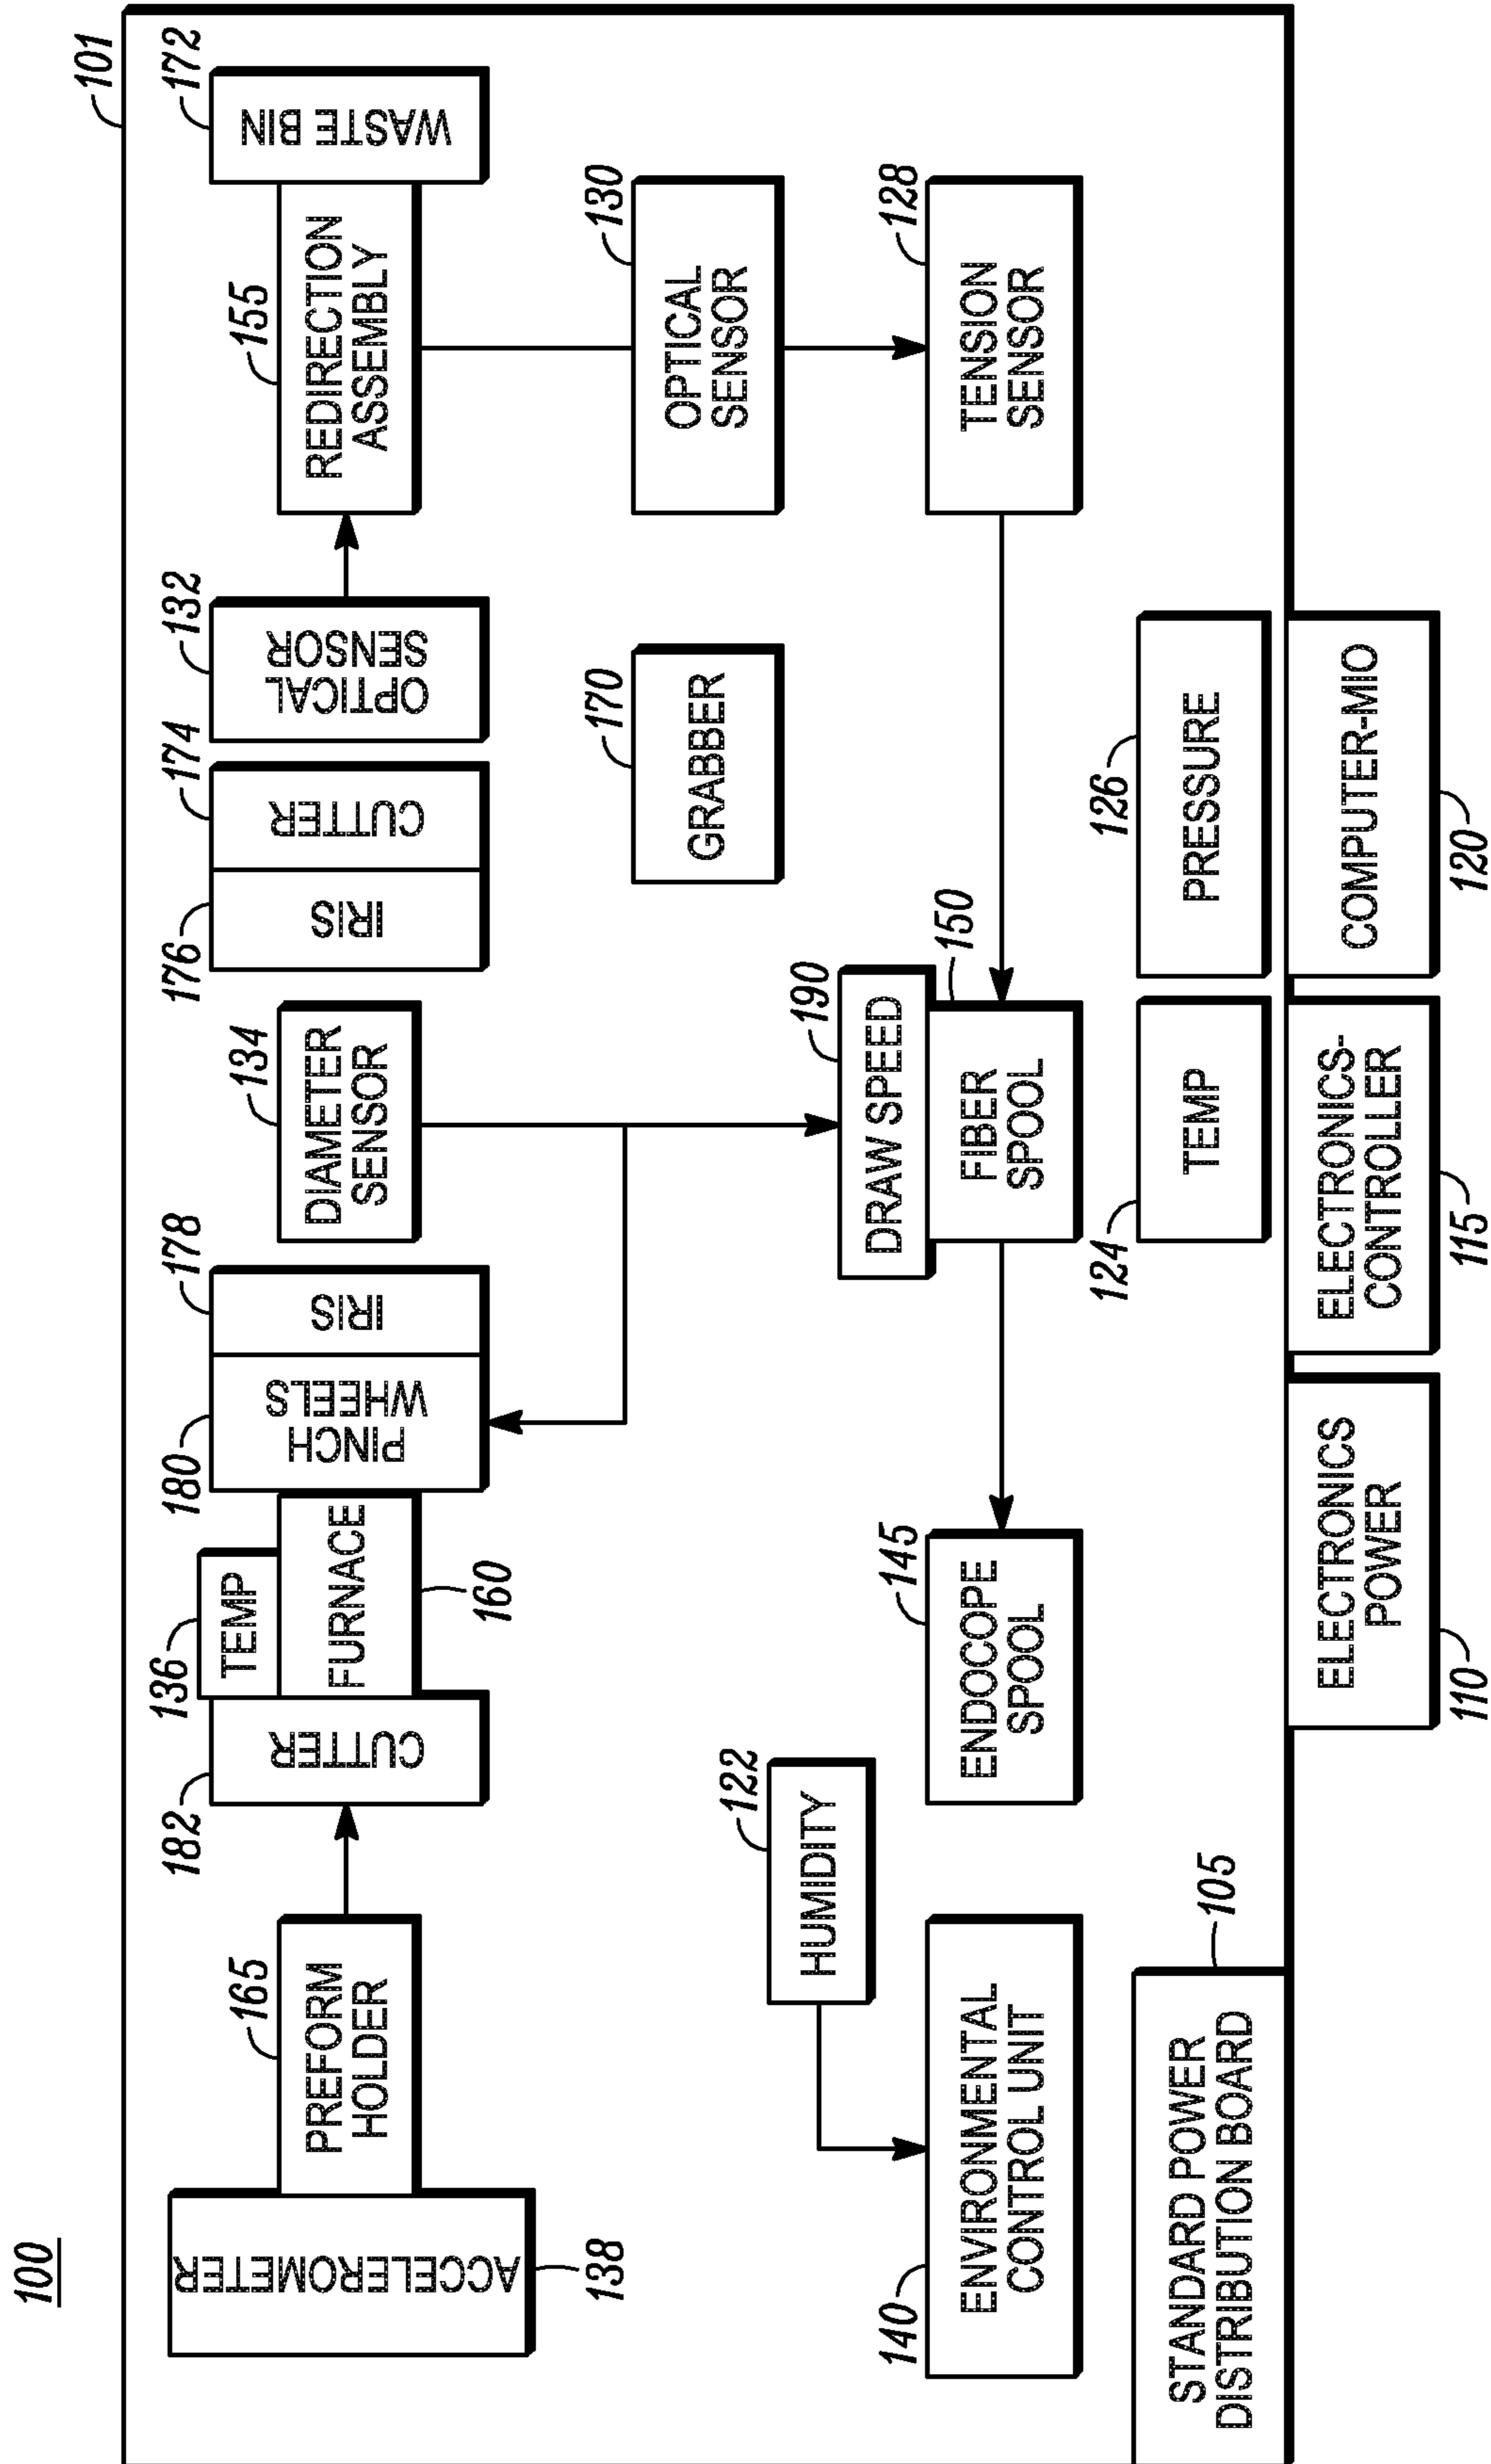 100
101
ACCELEROMETER
138
PREFORM
HOLDER
165
CUTTER
182
TEMP
136
FURNACE
160
PINCH
WHEELS
180
IRIS
178
DIAMETER
SENSOR
134
IRIS
176
CUTTER
174
OPTICAL
SENSOR
132
REDIRECTION
ASSEMBLY
155
WASTE BIN
172
OPTICAL
SENSOR
130
GRABBER
170
HUMIDITY
122
DRAW SPEED
190
ENVIRONMENTAL
CONTROL UNIT
140
ENDOCOPE
SPOOL
145
FIBER
SPOOL
150
TENSION
SENSOR
128
STANDARD POWER
DISTRIBUTION BOARD
105
TEMP
124
PRESSURE
126
ELECTRONICS
POWER
110
ELECTRONICS-
CONTROLLER
115
COMPUTER-MIO
120